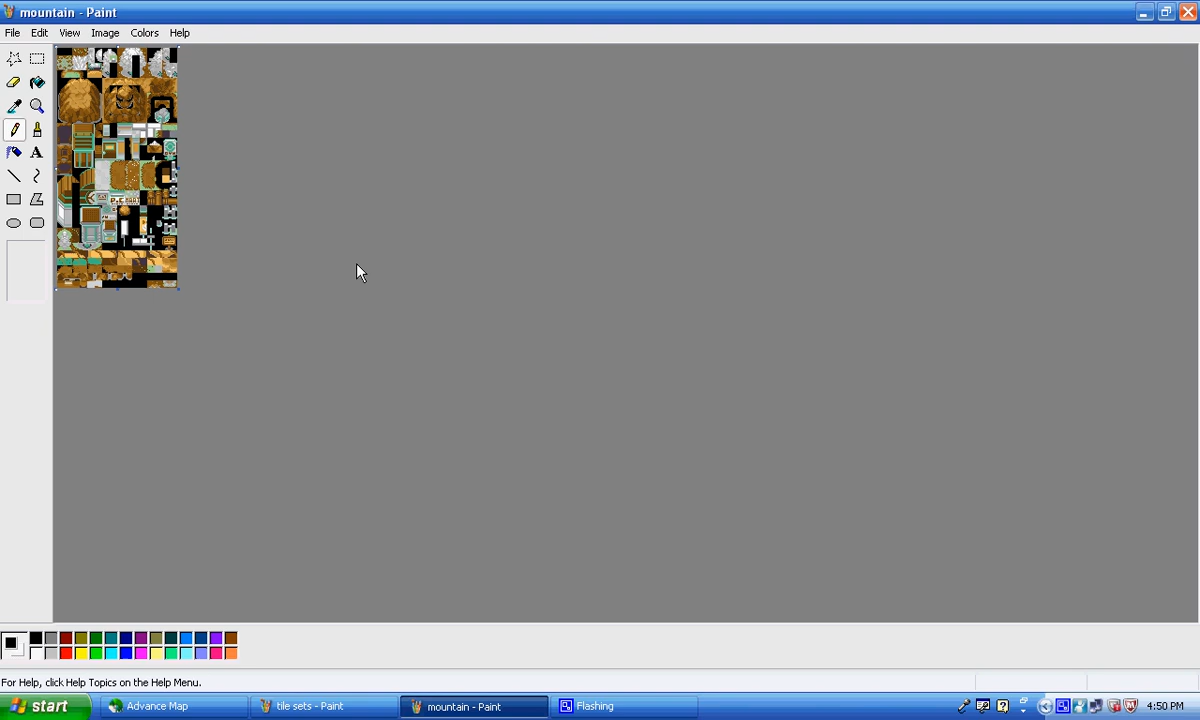 mountain - Paint
File Edit View Image Colors Help
A
For Help, click Help Topics on the Help Menu.
start Advance Map tile sets - Paint mountain - Paint Flashing 4:50 PM